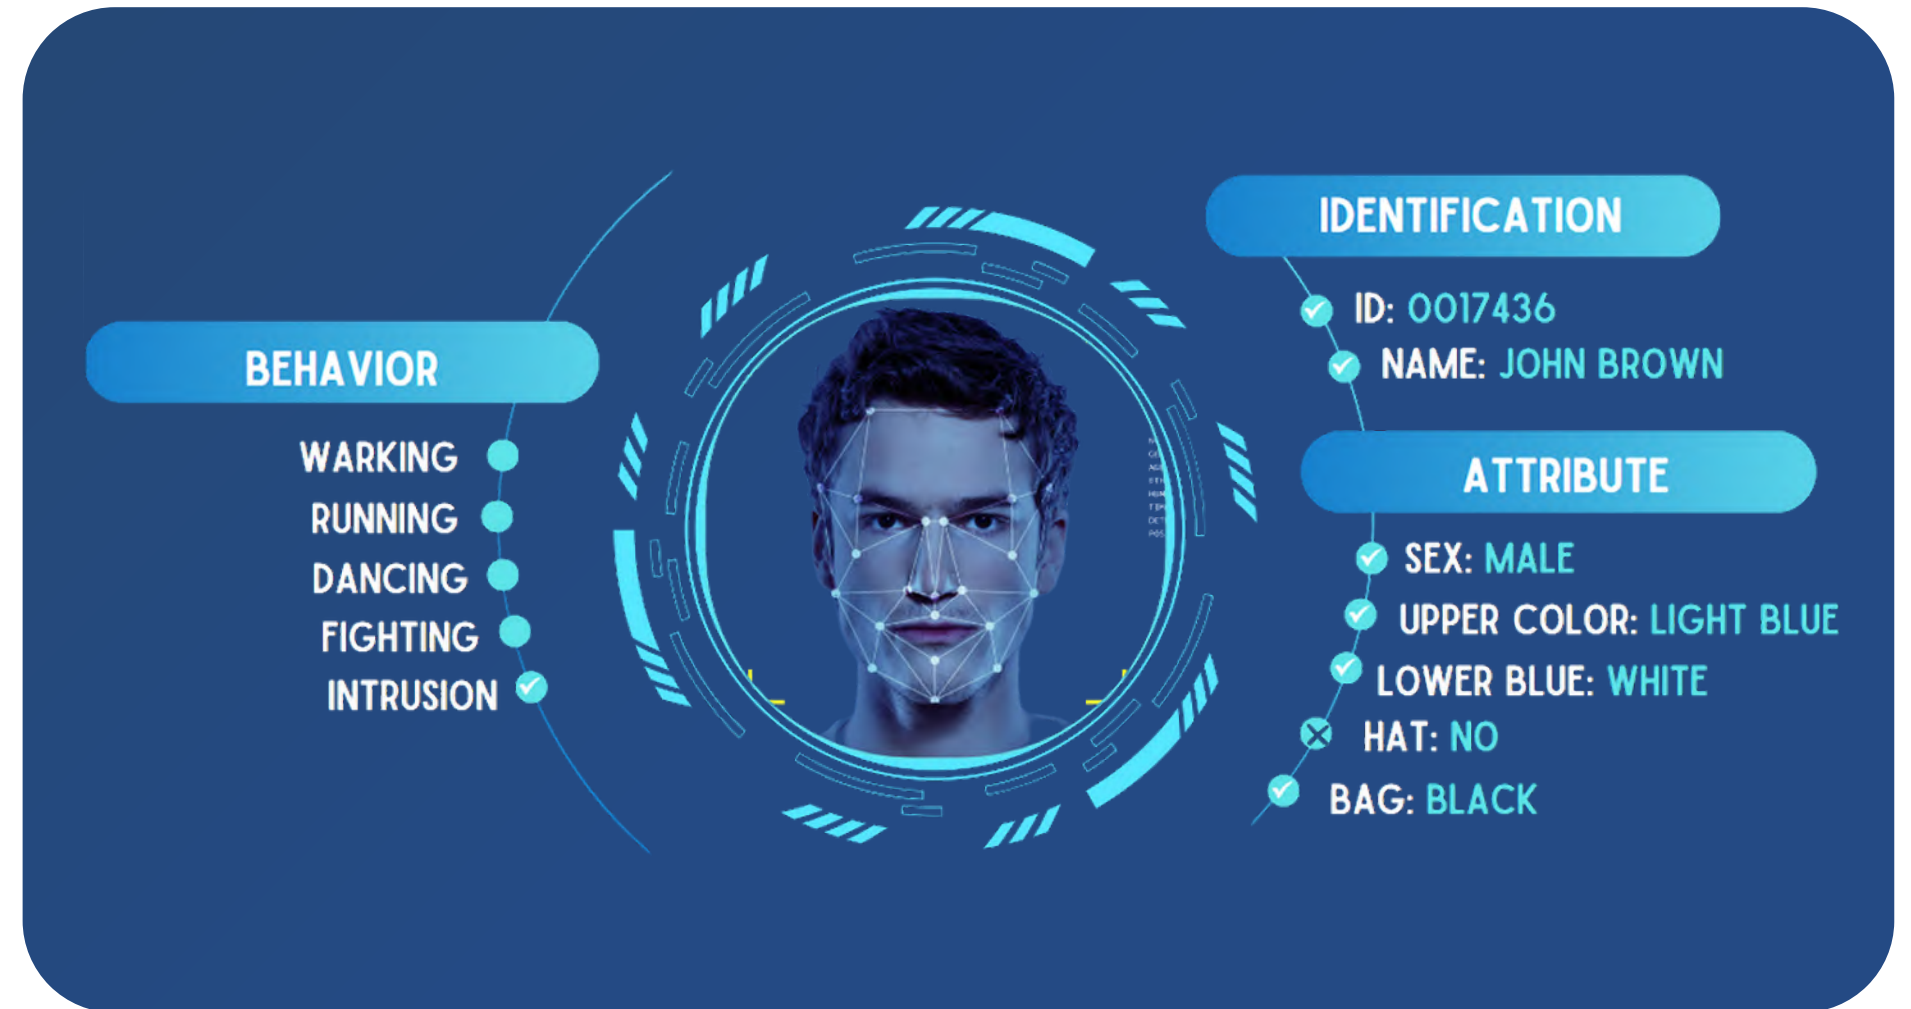 BEHAVIOR
WARKING
RUNNING
DANCING
FIGHTING
INTRUSION
IDENTIFICATION
ID: 0017436
NAME: JOHN BROWN
ATTRIBUTE
SEX: MALE
UPPER COLOR: LIGHT BLUE
LOWER BLUE: WHITE
HAT: NO
BAG: BLACK